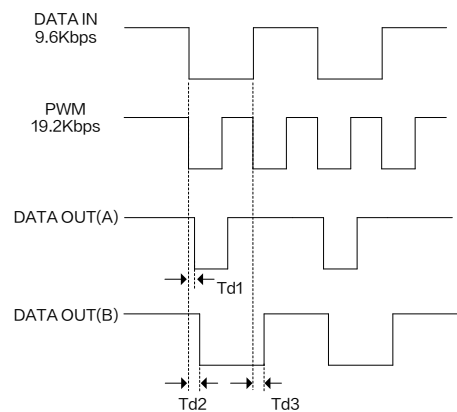 DATA IN
9.6Kbps
PWM
19.2Kbps
DATA OUT(A)
Td1
DATA OUT(B)
Td2
Td3